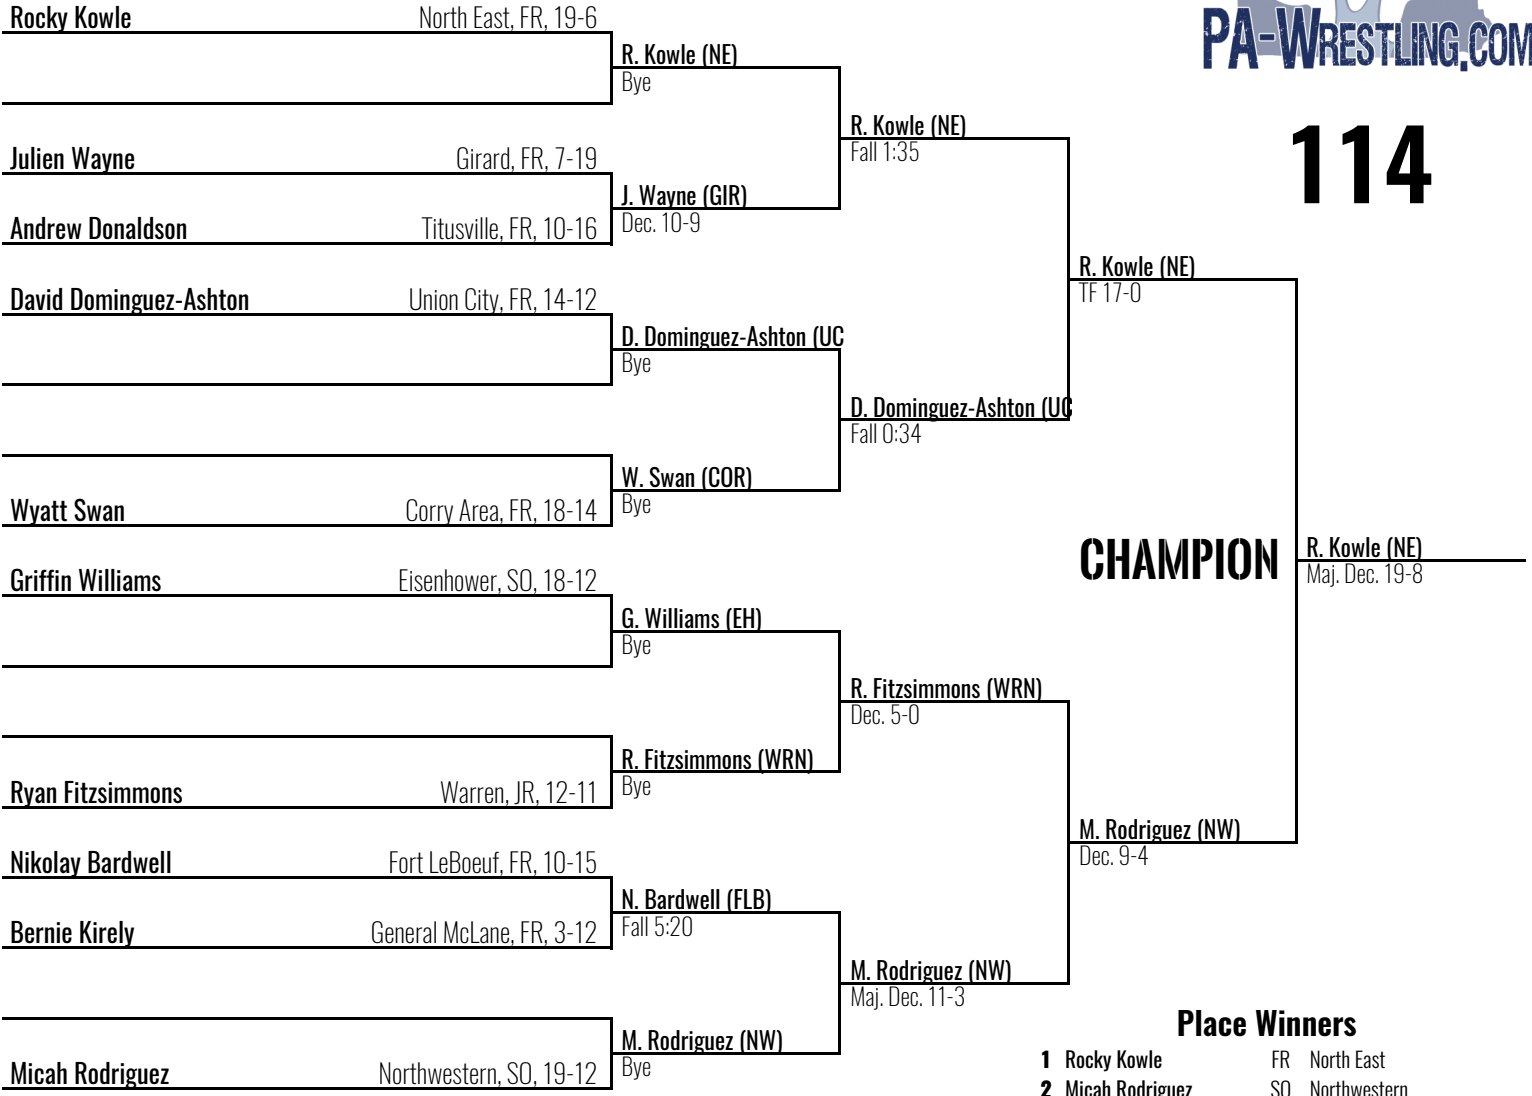 Rocky Kowle North East, FR, 19-6
R. Kowle (NE)
Bye
PA-WRESTLING.COM
114
R. Kowle (NE)
Fall 1:35
Julien Wayne Girard, FR, 7-19
J. Wayne (GIR)
Dec. 10-9
Andrew Donaldson Titusville, FR, 10-16
R. Kowle (NE)
TF 17-0
David Dominguez-Ashton Union City, FR, 14-12
D. Dominguez-Ashton (UC
Bye
D. Dominguez-Ashton (UC
Fall 0:34
W. Swan (COR)
Bye
Wyatt Swan Corry Area, FR, 18-14
CHAMPION
R. Kowle (NE)
Maj. Dec. 19-8
Griffin Williams Eisenhower, SO, 18-12
G. Williams (EH)
Bye
R. Fitzsimmons (WRN)
Dec. 5-0
R. Fitzsimmons (WRN)
Bye
Ryan Fitzsimmons Warren, JR, 12-11
M. Rodriguez (NW)
Dec. 9-4
Nikolay Bardwell Fort LeBoeuf, FR, 10-15
N. Bardwell (FLB)
Fall 5:20
Bernie Kirely General McLane, FR, 3-12
M. Rodriguez (NW)
Maj. Dec. 11-3
M. Rodriguez (NW)
Bye
Micah Rodriguez Northwestern, SO, 19-12
Place Winners
1 Rocky Kowle FR North East
2 Micah Rodriguez SO Northwestern